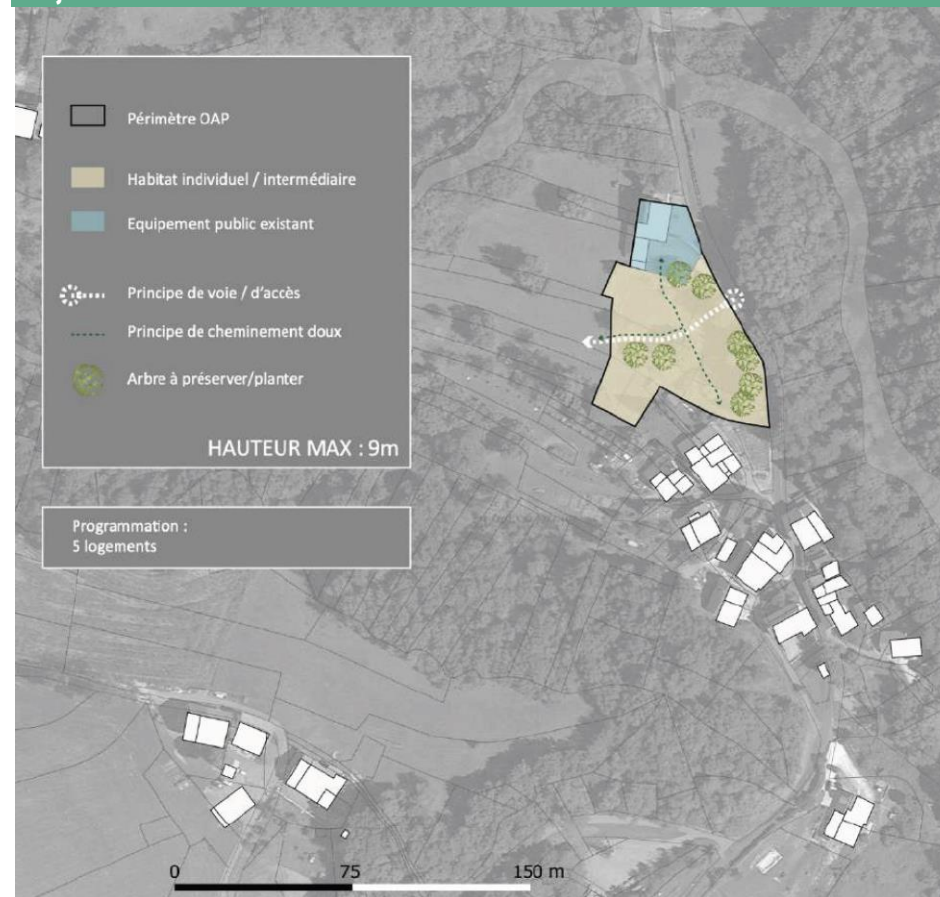 Périmètre OAP
Habitat individuel / intermédiaire
Equipement public existant
Principe de voie / d'accès
Principe de cheminement doux
Arbre à préserver/planter
HAUTEUR MAX : 9m
Programmation :
5 logements
0 75 150 m